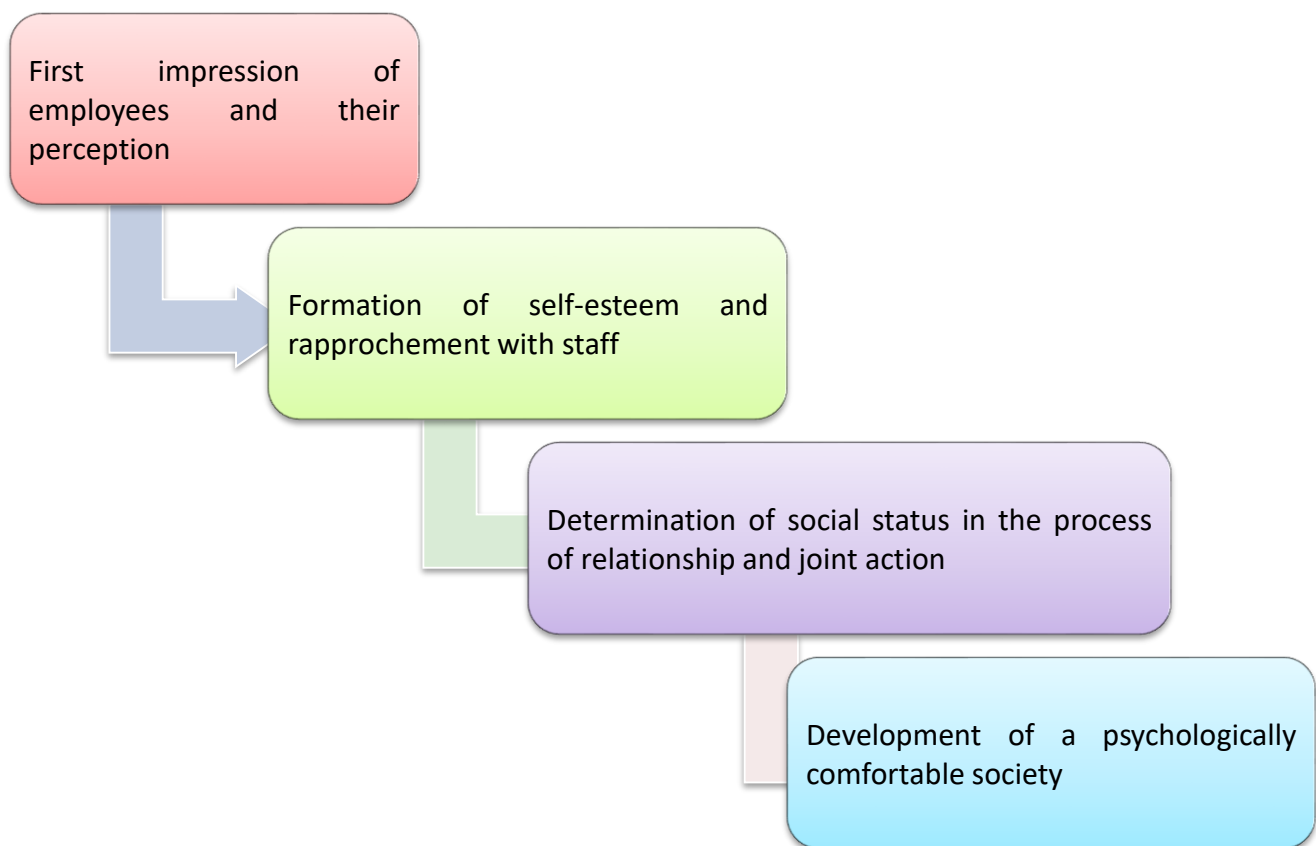 First impression of
employees and their
perception
Formation of self-esteem and
rapprochement with staff
Determination of social status in the process
of relationship and joint action
Development of a psychologically
comfortable society